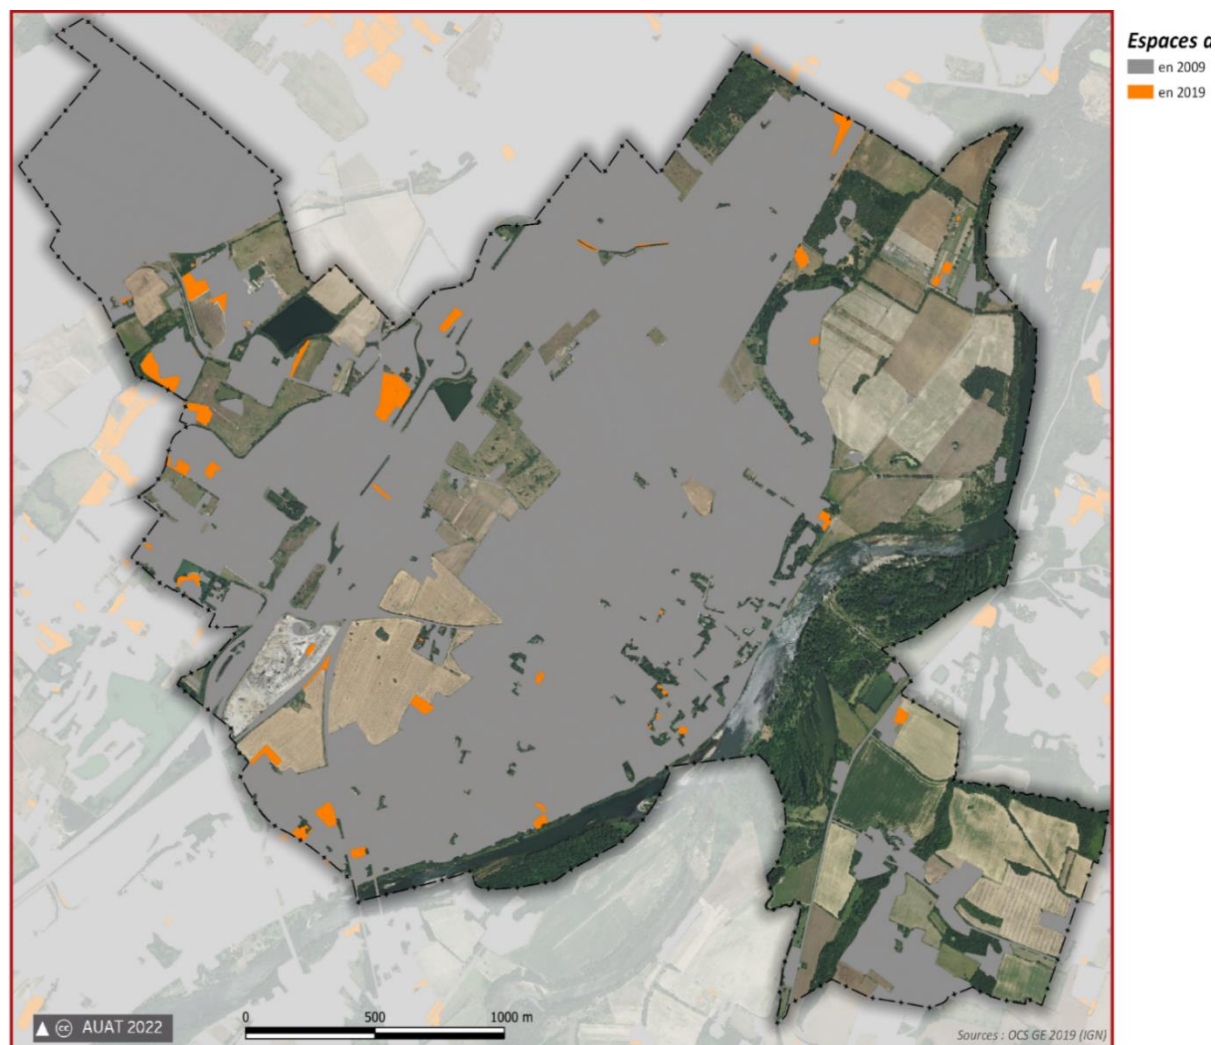 Espaces
en 2009
en 2019
AUAT 2022
0 500 1000 m
Sources : OCS GE 2019 (IGN)